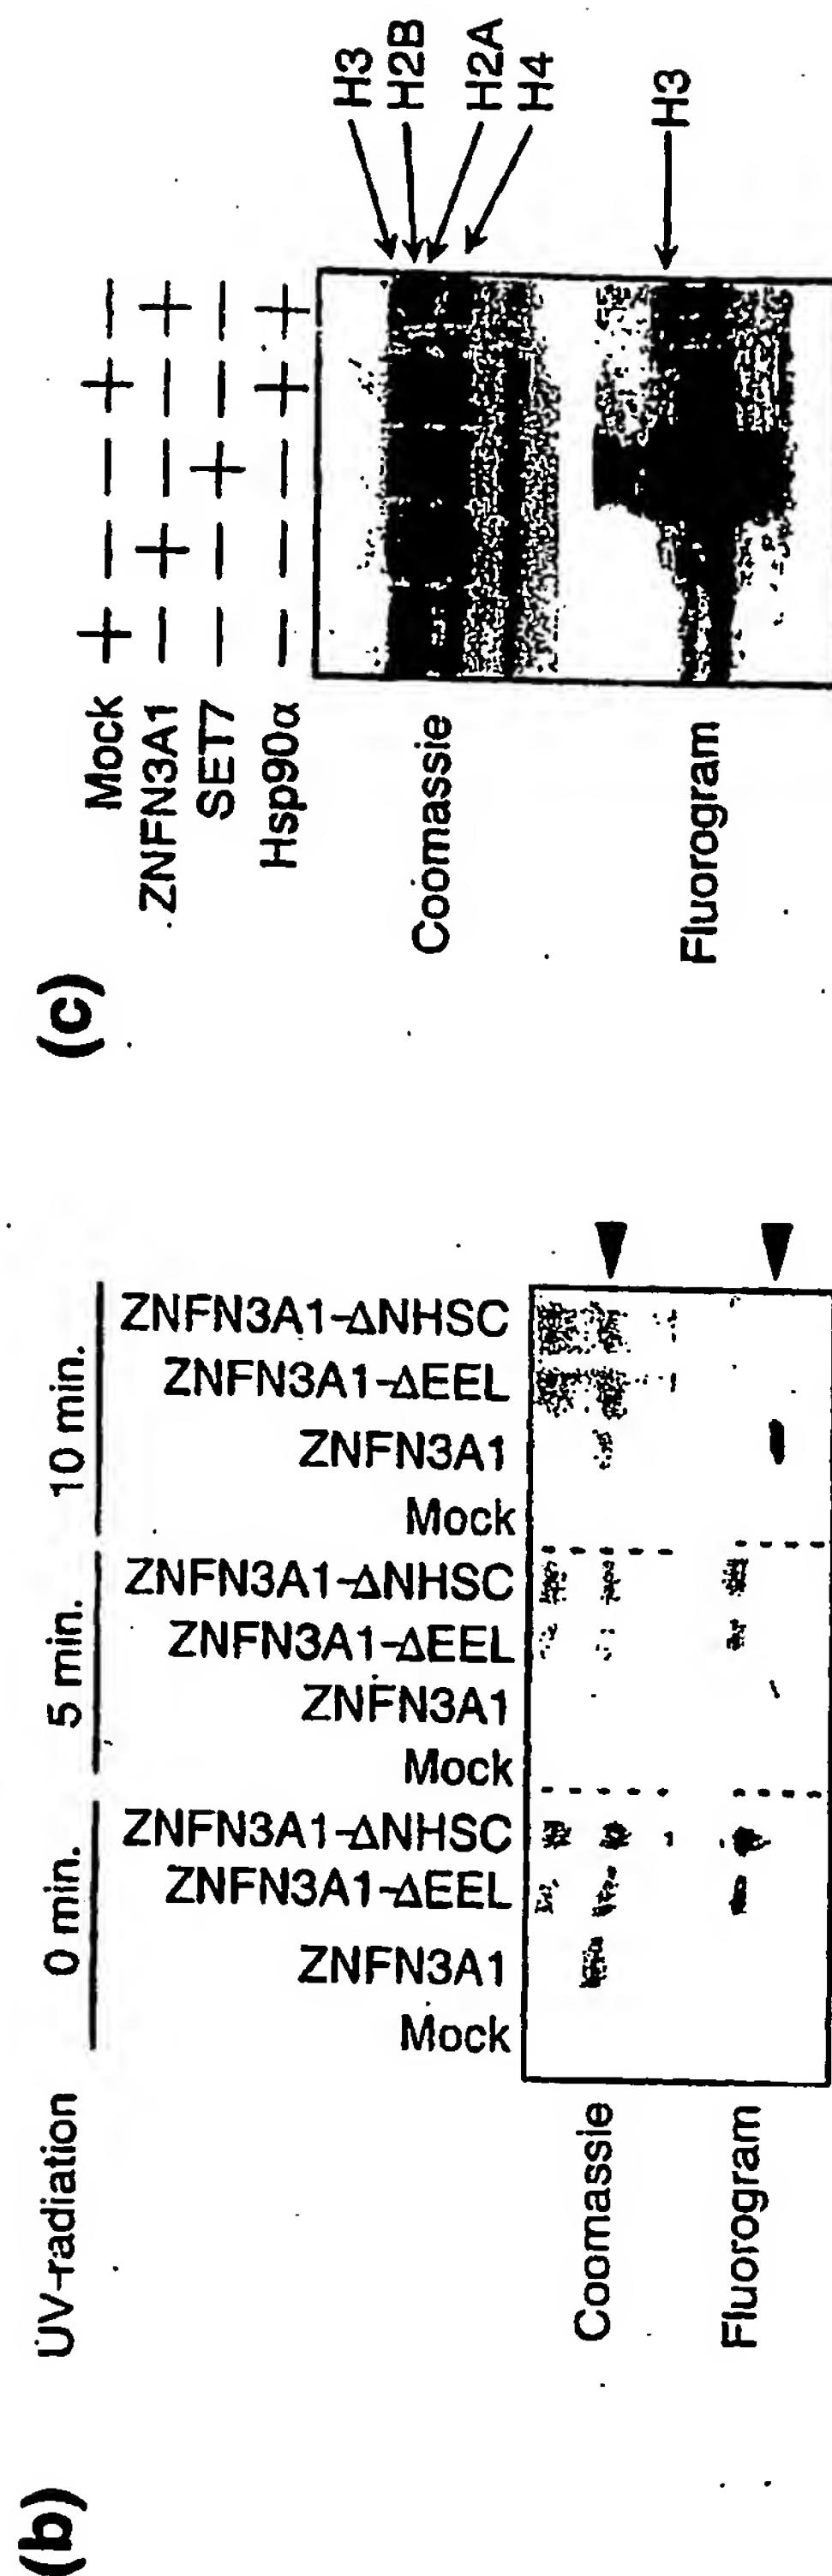 (b)
UV-radiation
0 min.
5 min.
10 min.
Mock
ZNFN3A1
ZNFN3A1-ΔEEL
ZNFN3A1-ΔNHSC
Mock
ZNFN3A1
ZNFN3A1-ΔEEL
ZNFN3A1-ΔNHSC
Mock
ZNFN3A1
ZNFN3A1-ΔEEL
ZNFN3A1-ΔNHSC
Coomassie
Fluorogram
(c)
Mock + − − + −
ZNFN3A1 − + − − +
SET7 − − + − −
Hsp90α − − − + +
Coomassie
H3
H2B
H2A
H4
Fluorogram
H3